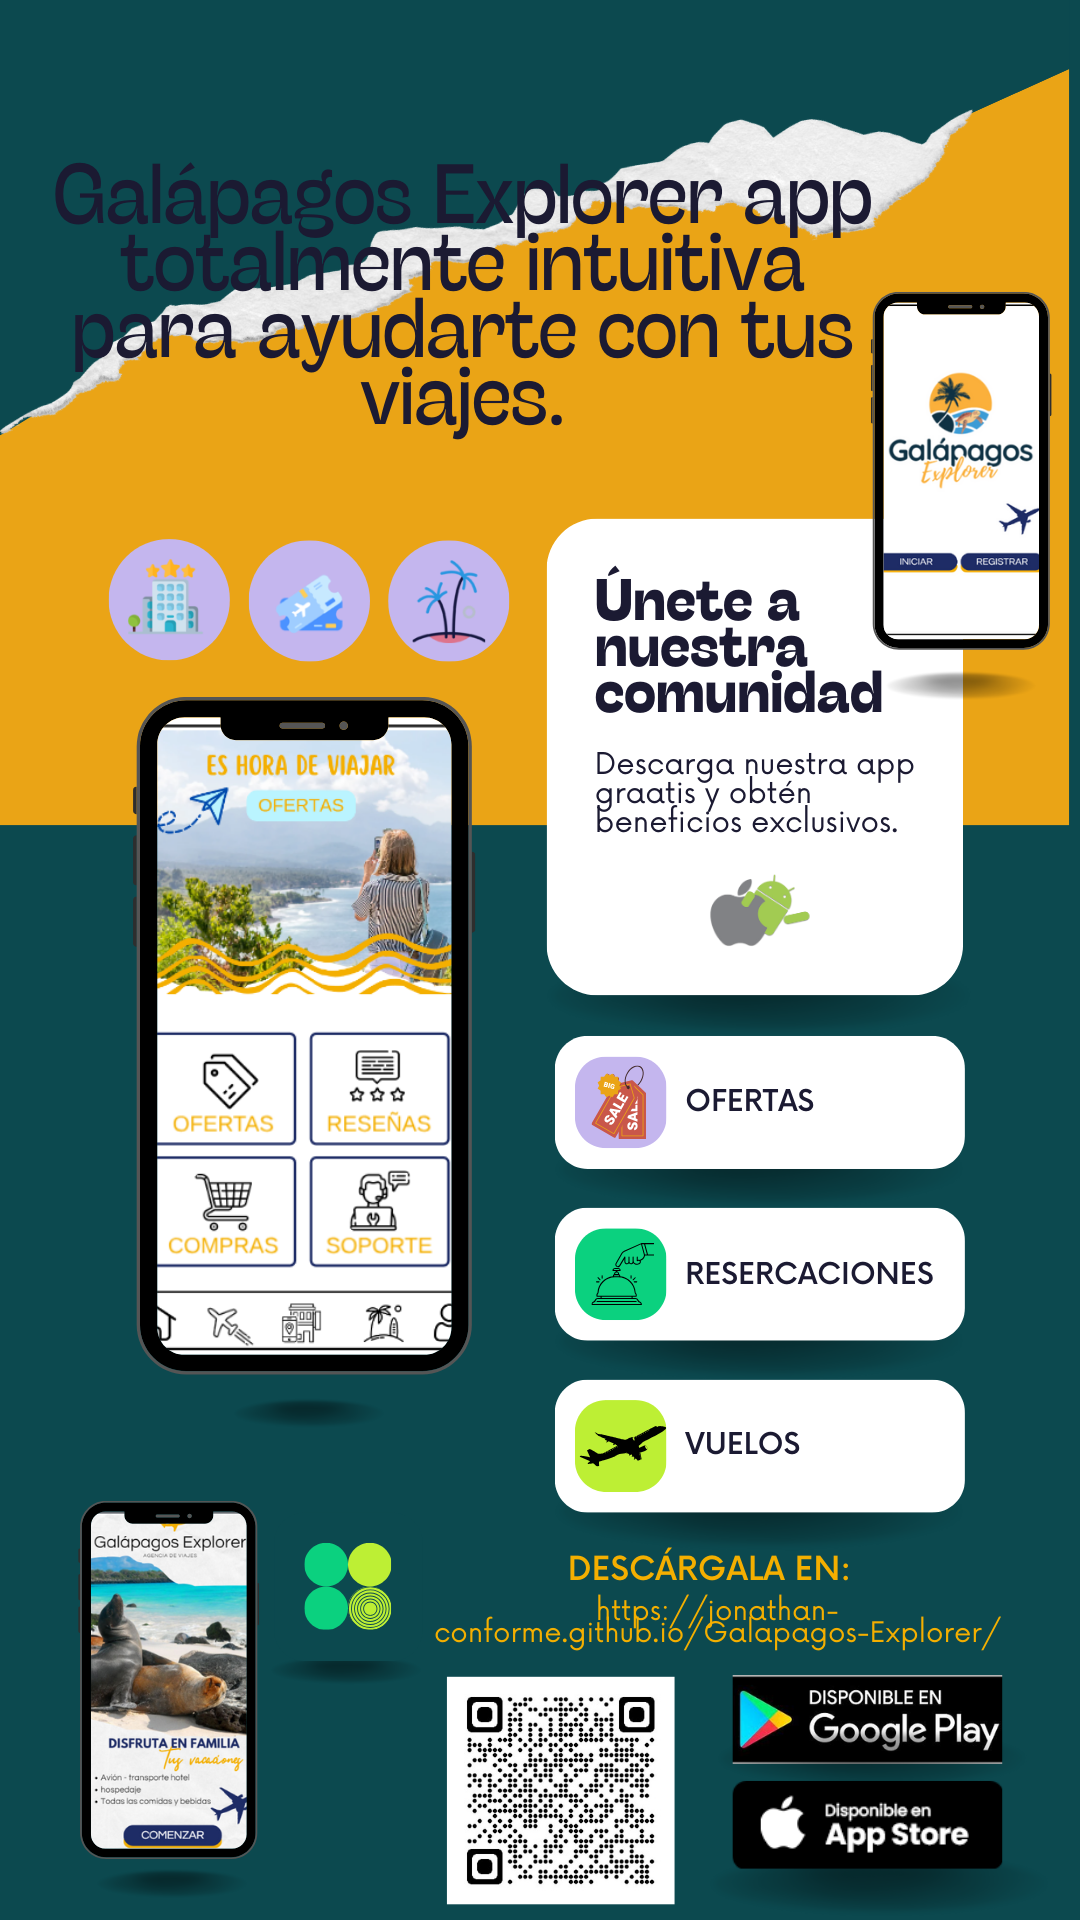 Galápagos Explorer app
totalmente intuitiva
para ayudarte con tus
viajes.
Galápagos
Explorer
INICIAR
REGISTRAR
Únete a
nuestra
comunidad
Descarga nuestra app
graatis y obtén
beneficios exclusivos.
ES HORA DE VIAJAR
OFERTAS
OFERTAS
RESEÑAS
COMPRAS
SOPORTE
BIG
SALE
SAL
OFERTAS
RESERCACIONES
VUELOS
Galápagos Explorer
AGENCIA DE VIAJES
DISFRUTA EN FAMILIA
Tus vacaciong
• Avión - transporte hotel
• hospedaje
• Todas las comidas y bebidas
COMENZAR
DESCÁRGALA EN:
https://jonathan-
conforme.github.io/Galapagos-Explorer/
DISPONIBLE EN
Google Play
Disponible en
App Store